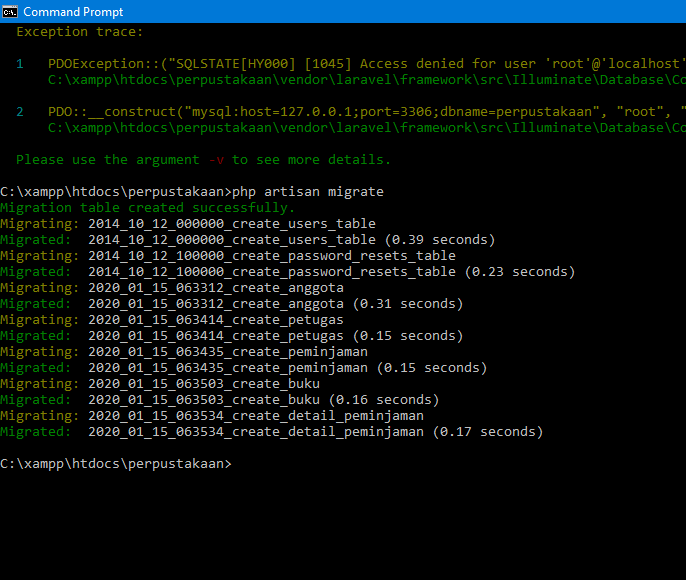 Command Prompt
Exception trace:
1 PDOException::("SQLSTATE[HY000] [1045] Access denied for user 'root'@'localhost'
C:\xampp\htdocs\perpustakaan\vendor\laravel\framework\src\Illuminate\Database\Co
2 PDO::__construct("mysql:host=127.0.0.1;port=3306;dbname=perpustakaan", "root", "
C:\xampp\htdocs\perpustakaan\vendor\laravel\framework\src\Illuminate\Database\Co
Please use the argument -v to see more details.
C:\xampp\htdocs\perpustakaan>php artisan migrate
Migration table created successfully.
Migrating: 2014_10_12_000000_create_users_table
Migrated:  2014_10_12_000000_create_users_table (0.39 seconds)
Migrating: 2014_10_12_100000_create_password_resets_table
Migrated:  2014_10_12_100000_create_password_resets_table (0.23 seconds)
Migrating: 2020_01_15_063312_create_anggota
Migrated:  2020_01_15_063312_create_anggota (0.31 seconds)
Migrating: 2020_01_15_063414_create_petugas
Migrated:  2020_01_15_063414_create_petugas (0.15 seconds)
Migrating: 2020_01_15_063435_create_peminjaman
Migrated:  2020_01_15_063435_create_peminjaman (0.15 seconds)
Migrating: 2020_01_15_063503_create_buku
Migrated:  2020_01_15_063503_create_buku (0.16 seconds)
Migrating: 2020_01_15_063534_create_detail_peminjaman
Migrated:  2020_01_15_063534_create_detail_peminjaman (0.17 seconds)
C:\xampp\htdocs\perpustakaan>